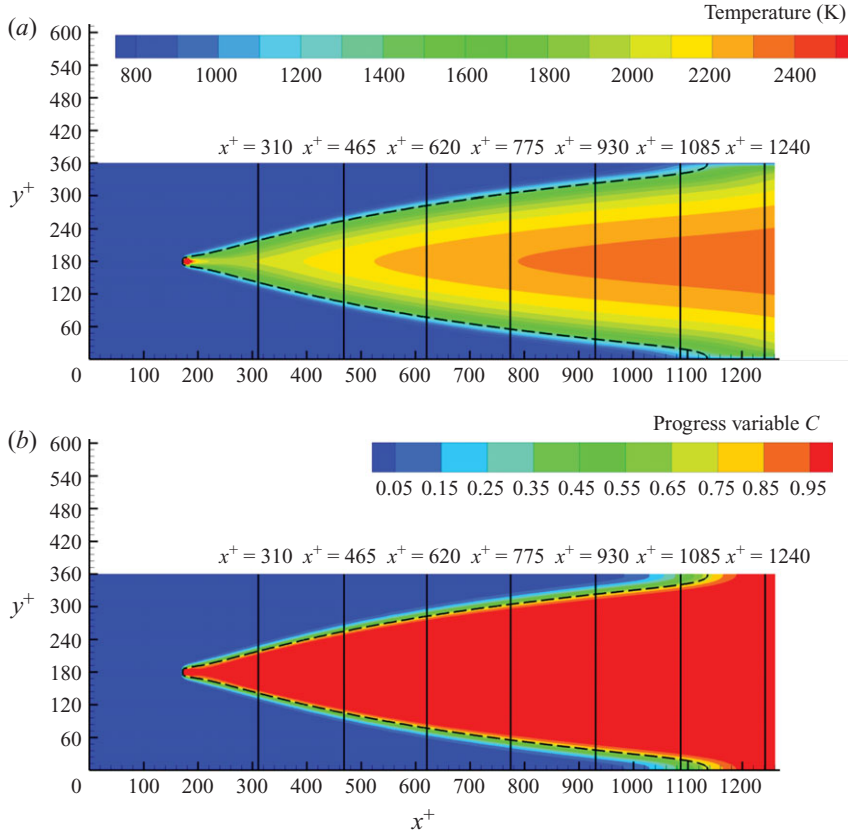 (a)
Temperature (K)
600
540
480
420
360
300
240
180
120
60
0
y+
800 1000 1200 1400 1600 1800 2000 2200 2400
x+ = 310 x+ = 465 x+ = 620 x+ = 775 x+ = 930 x+ = 1085 x+ = 1240
100 200 300 400 500 600 700 800 900 1000 1100 1200
(b)
Progress variable C
600
540
480
420
360
300
240
180
120
60
0
y+
0.05 0.15 0.25 0.35 0.45 0.55 0.65 0.75 0.85 0.95
x+ = 310 x+ = 465 x+ = 620 x+ = 775 x+ = 930 x+ = 1085 x+ = 1240
100 200 300 400 500 600 700 800 900 1000 1100 1200
x+